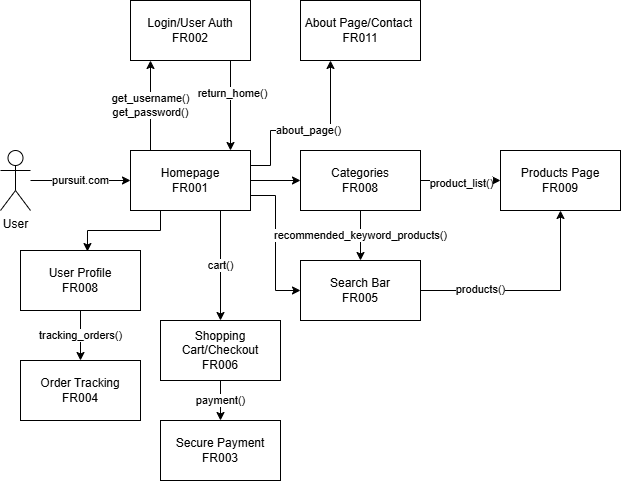 Login/User Auth
FR002
About Page/Contact
FR011
get_username()
get_password()
return_home()
about_page()
pursuit.com
User
Homepage
FR001
Categories
FR008
product_list()
Products Page
FR009
recommended_keyword_products()
User Profile
FR008
cart()
Search Bar
FR005
products()
tracking_orders()
Shopping
Cart/Checkout
FR006
Order Tracking
FR004
payment()
Secure Payment
FR003